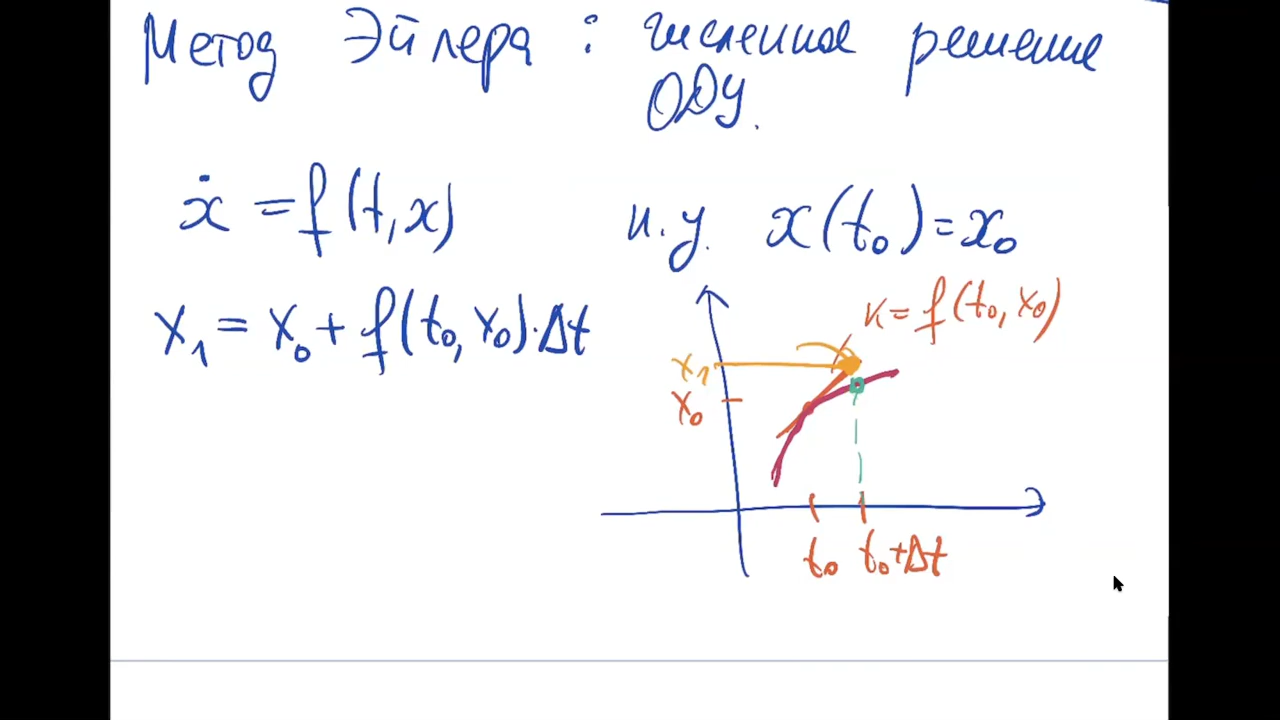 Метод Эйлера : численное решение
ОДУ.
ẋ = f(t,x) н.у. x(t₀)=x₀
x₁ = x₀ + f(t₀, x₀)·Δt
k = f(t₀, x₀)
x₁
x₀
t₀ t₀+Δt